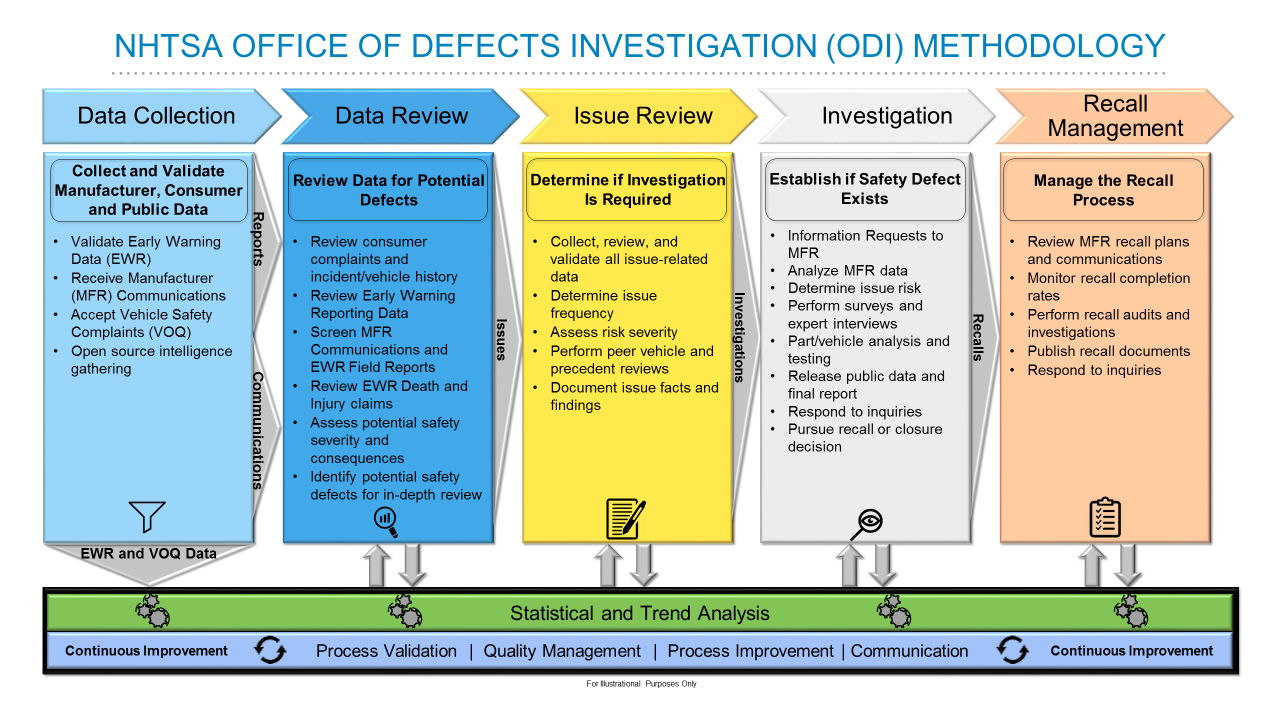 NHTSA OFFICE OF DEFECTS INVESTIGATION (ODI) METHODOLOGY
Data Collection
Data Review
Issue Review
Investigation
Recall
Management
Collect and Validate
Manufacturer, Consumer
and Public Data
• Validate Early Warning
Data (EWR)
• Receive Manufacturer
(MFR) Communications
• Accept Vehicle Safety
Complaints (VOQ)
• Open source intelligence
gathering
Reports
Communications
EWR and VOQ Data
Review Data for Potential
Defects
• Review consumer
complaints and
incident/vehicle history
• Review Early Warning
Reporting Data
• Screen MFR
Communications and
EWR Field Reports
• Review EWR Death and
Injury claims
• Assess potential safety
severity and
consequences
• Identify potential safety
defects for in-depth review
Issues
Determine if Investigation
Is Required
• Collect, review, and
validate all issue-related
data
• Determine issue
frequency
• Assess risk severity
• Perform peer vehicle and
precedent reviews
• Document issue facts and
findings
Investigations
Establish if Safety Defect
Exists
• Information Requests to
MFR
• Analyze MFR data
• Determine issue risk
• Perform surveys and
expert interviews
• Part/vehicle analysis and
testing
• Release public data and
final report
• Respond to inquiries
• Pursue recall or closure
decision
Recalls
Manage the Recall
Process
• Review MFR recall plans
and communications
• Monitor recall completion
rates
• Perform recall audits and
investigations
• Publish recall documents
• Respond to inquiries
Statistical and Trend Analysis
Continuous Improvement
Process Validation | Quality Management | Process Improvement | Communication
Continuous Improvement
For Illustrational Purposes Only